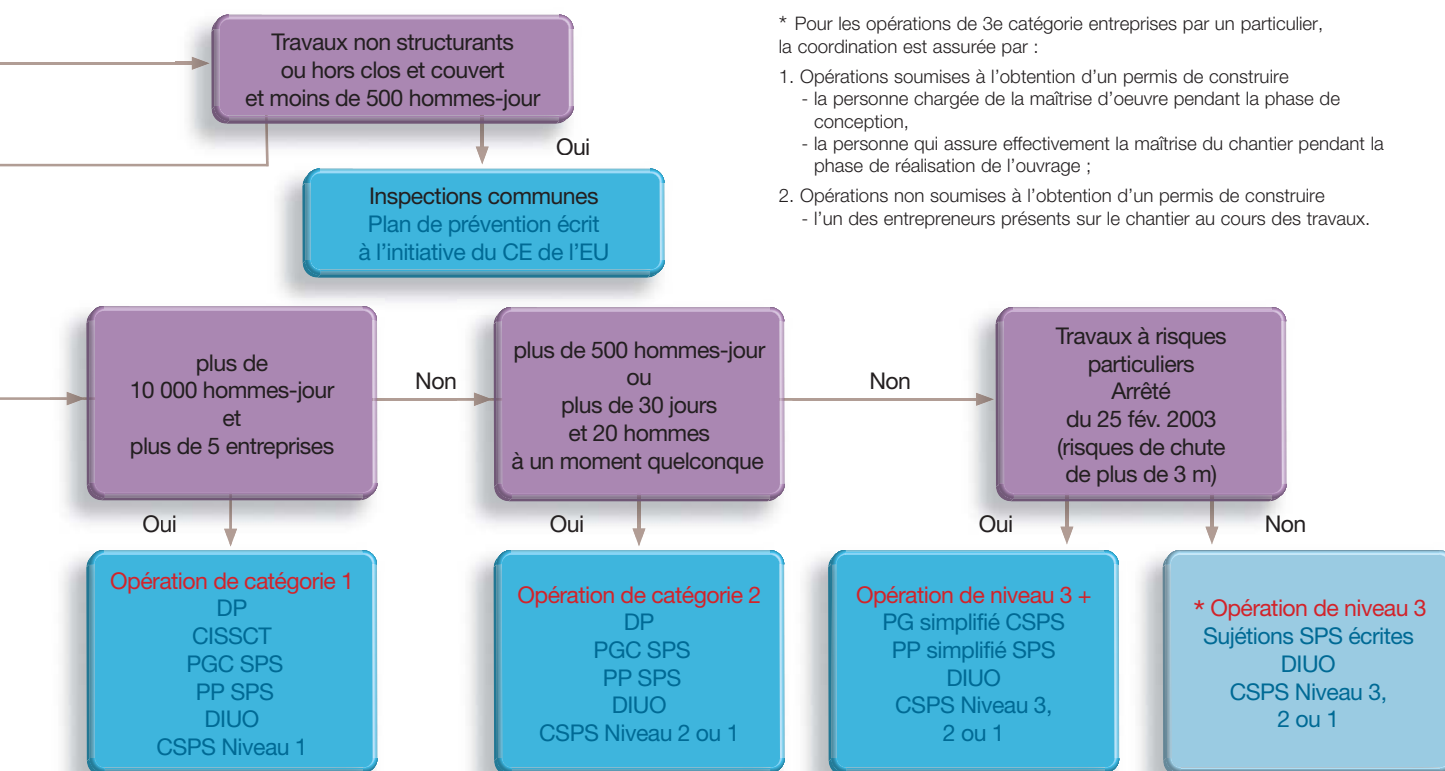 Travaux non structurants
ou hors clos et couvert
et moins de 500 hommes-jour
Oui
Inspections communes
Plan de prévention écrit
à l'initiative du CE de l'EU
* Pour les opérations de 3e catégorie entreprises par un particulier,
la coordination est assurée par :
1. Opérations soumises à l'obtention d'un permis de construire
- la personne chargée de la maîtrise d'oeuvre pendant la phase de
conception,
- la personne qui assure effectivement la maîtrise du chantier pendant la
phase de réalisation de l'ouvrage ;
2. Opérations non soumises à l'obtention d'un permis de construire
- l'un des entrepreneurs présents sur le chantier au cours des travaux.
plus de
10 000 hommes-jour
et
plus de 5 entreprises
Non
plus de 500 hommes-jour
ou
plus de 30 jours
et 20 hommes
à un moment quelconque
Non
Travaux à risques
particuliers
Arrêté
du 25 fév. 2003
(risques de chute
de plus de 3 m)
Oui
Oui
Oui
Non
Opération de catégorie 1
DP
CISSCT
PGC SPS
PP SPS
DIUO
CSPS Niveau 1
Opération de catégorie 2
DP
PGC SPS
PP SPS
DIUO
CSPS Niveau 2 ou 1
Opération de niveau 3 +
PG simplifié CSPS
PP simplifié SPS
DIUO
CSPS Niveau 3,
2 ou 1
* Opération de niveau 3
Sujétions SPS écrites
DIUO
CSPS Niveau 3,
2 ou 1